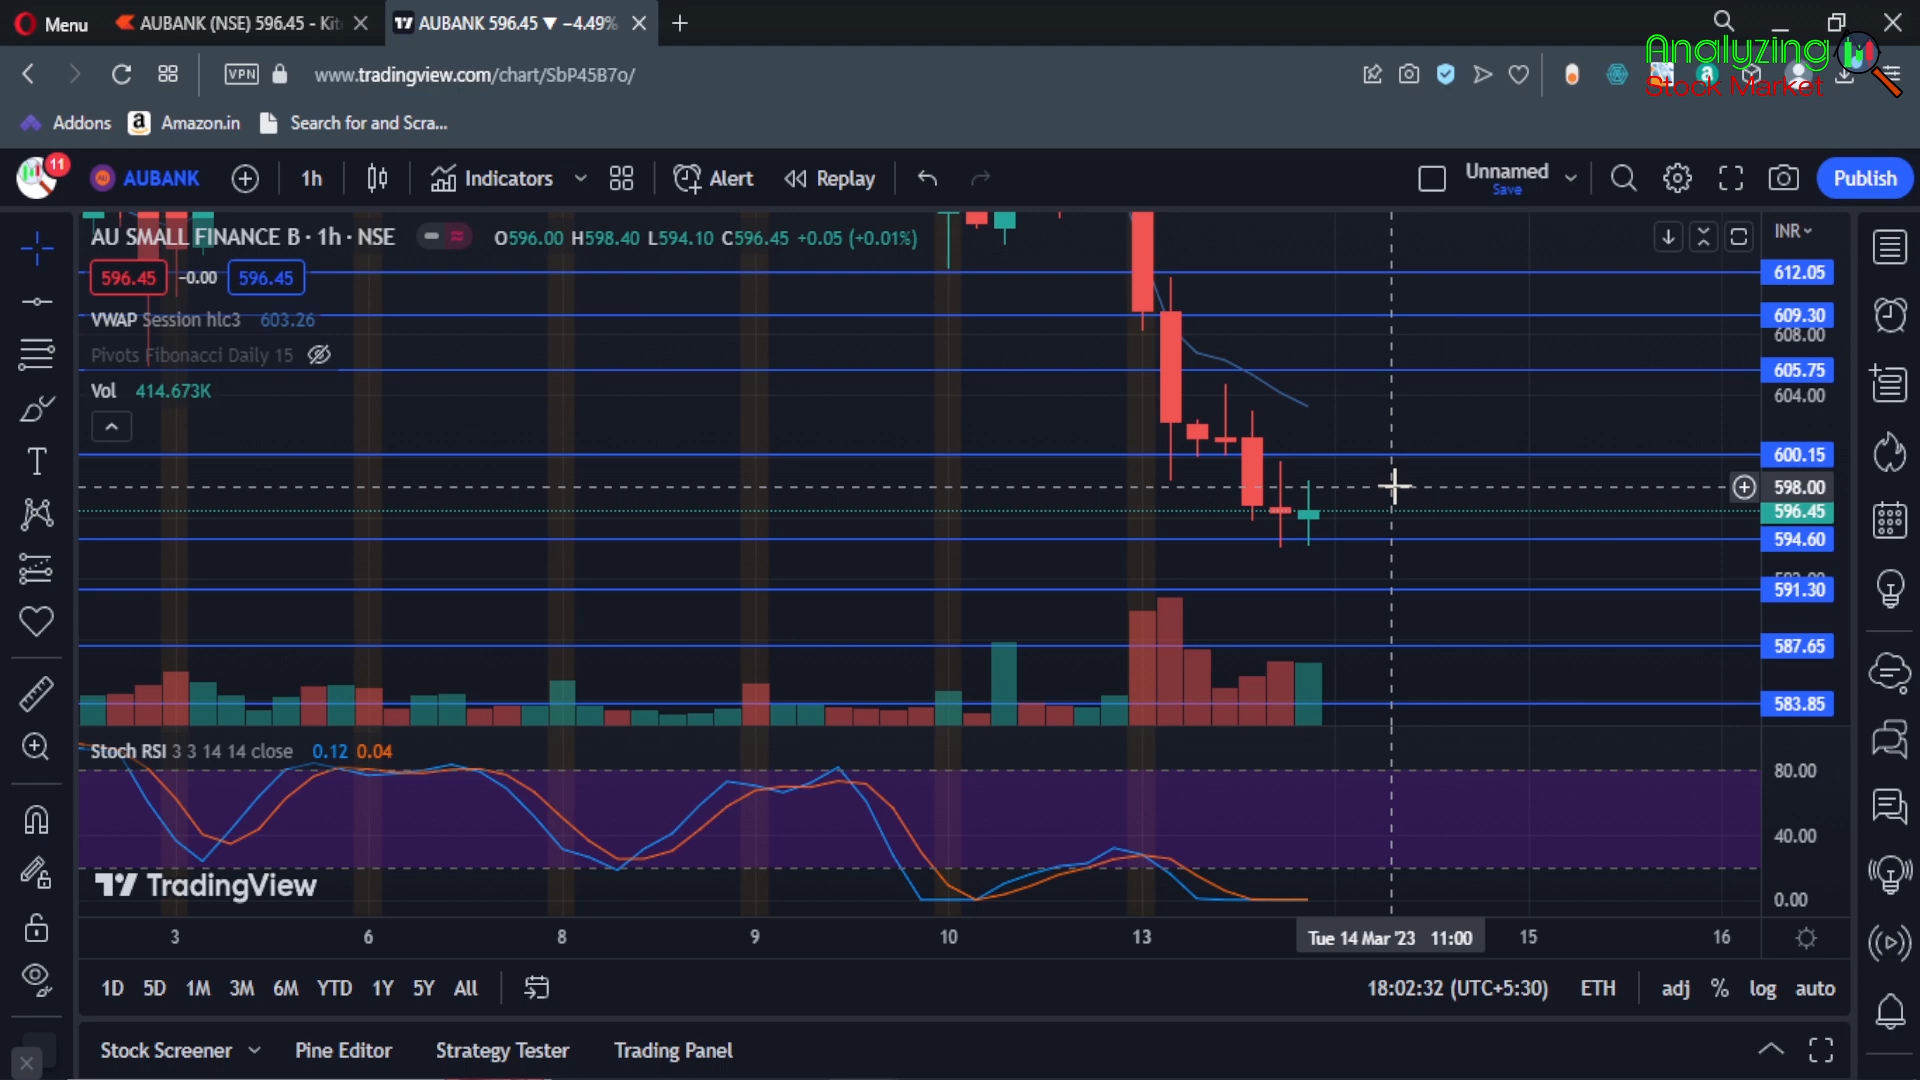 Menu
AUBANK (NSE) 596.45 - Kit
AUBANK 596.45 ▼ −4.49%
Analyzing
Stock Market
VPN
www.tradingview.com/chart/SbP45B7o/
Addons
Amazon.in
Search for and Scra...
11
AUBANK
1h
Indicators
Alert
Replay
Unnamed
Save
Publish
AU SMALL FINANCE B · 1h · NSE
O596.00 H598.40 L594.10 C596.45 +0.05 (+0.01%)
INR
596.45 −0.00 596.45
612.05
VWAP Session hlc3 603.26
609.30
608.00
Pivots Fibonacci Daily 15
605.75
Vol 414.673K
604.00
600.15
598.00
596.45
594.60
591.30
587.65
583.85
Stoch RSI 3 3 14 14 close 0.12 0.04
80.00
40.00
TradingView
0.00
3 6 8 9 10 13 Tue 14 Mar '23 11:00 15 16
1D 5D 1M 3M 6M YTD 1Y 5Y All
18:02:32 (UTC+5:30) ETH adj % log auto
Stock Screener Pine Editor Strategy Tester Trading Panel